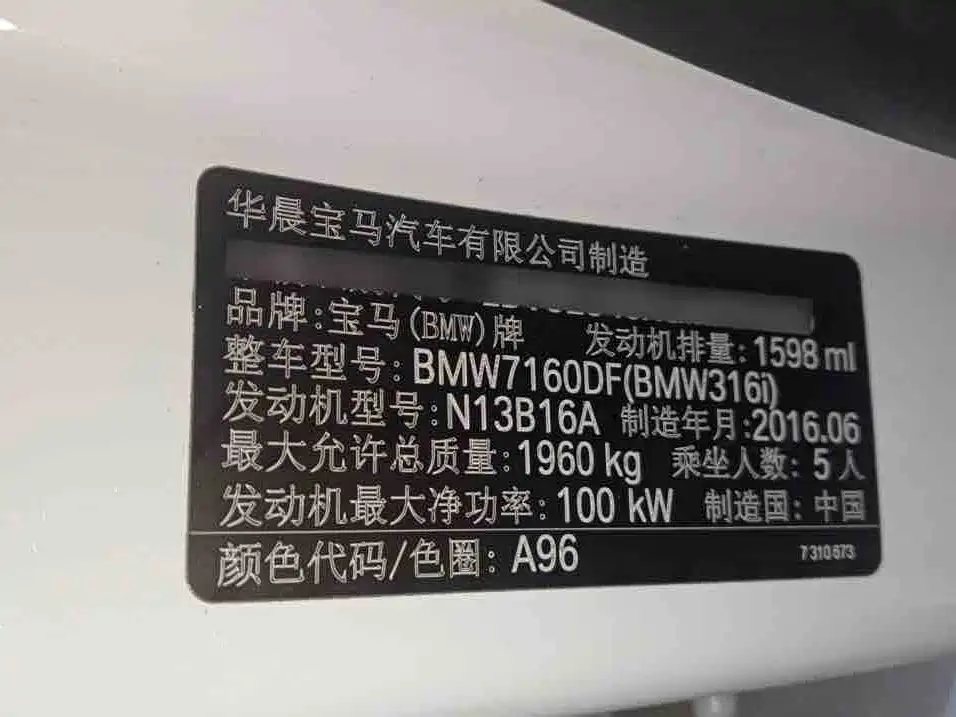 华晨宝马汽车有限公司制造
品牌:宝马(BMW)牌 发动机排量:1598 ml
整车型号:BMW7160DF(BMW316i)
发动机型号:N13B16A 制造年月:2016.06
最大允许总质量:1960 kg 乘坐人数:5人
发动机最大净功率:100 kW 制造国:中国
颜色代码/色圈:A96 7310673